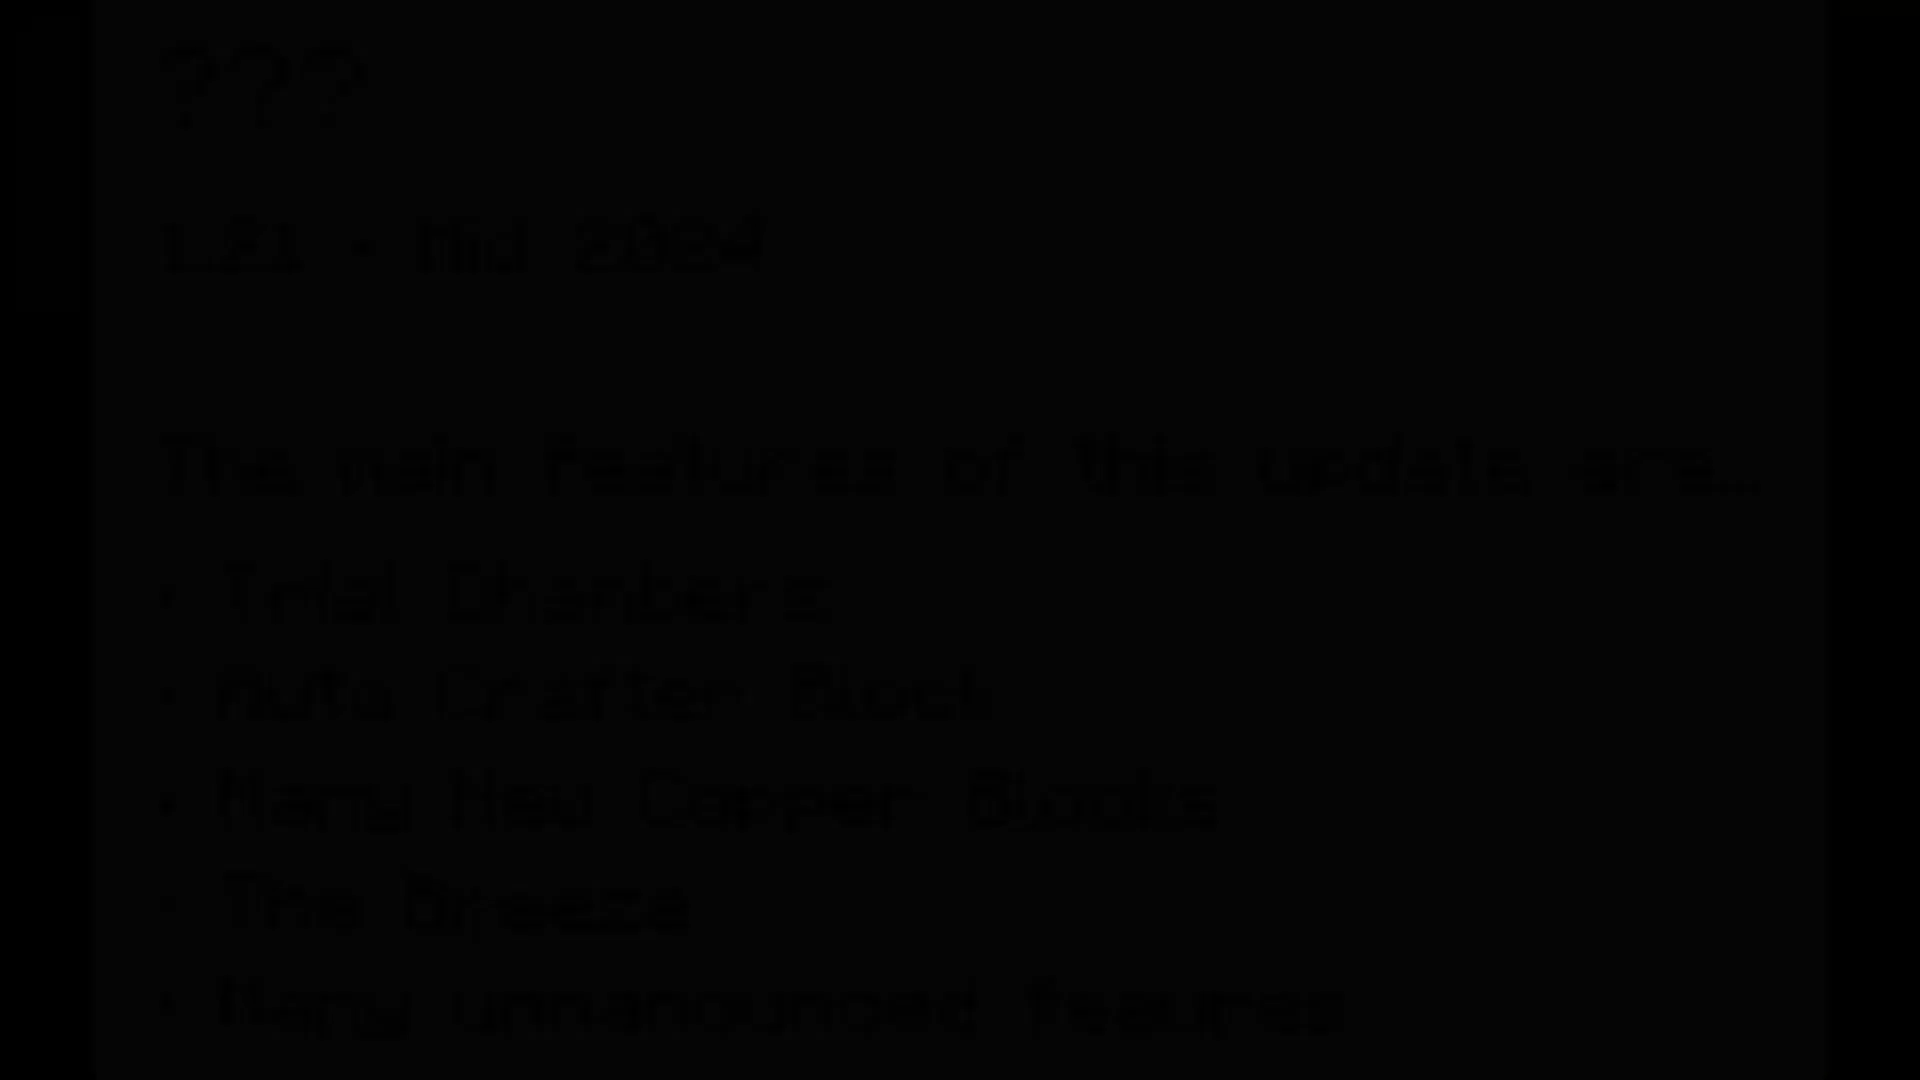 ???
1.21 - Mid 2024
The main features of this update are...
• Trial Chambers
• Auto Crafter Block
• Many New Copper Blocks
• The Breeze
• Many unnanounced features